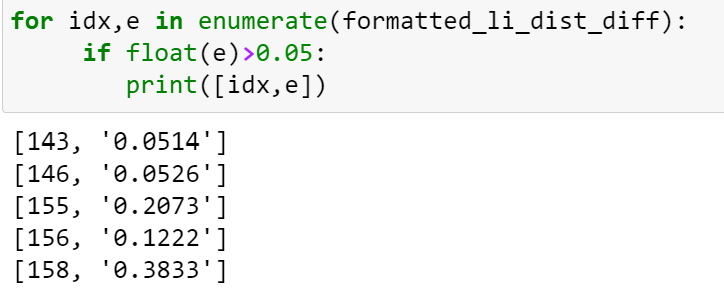 for idx,e in enumerate(formatted_li_dist_diff):
     if float(e)>0.05:
        print([idx,e])
[143, '0.0514']
[146, '0.0526']
[155, '0.2073']
[156, '0.1222']
[158, '0.3833']